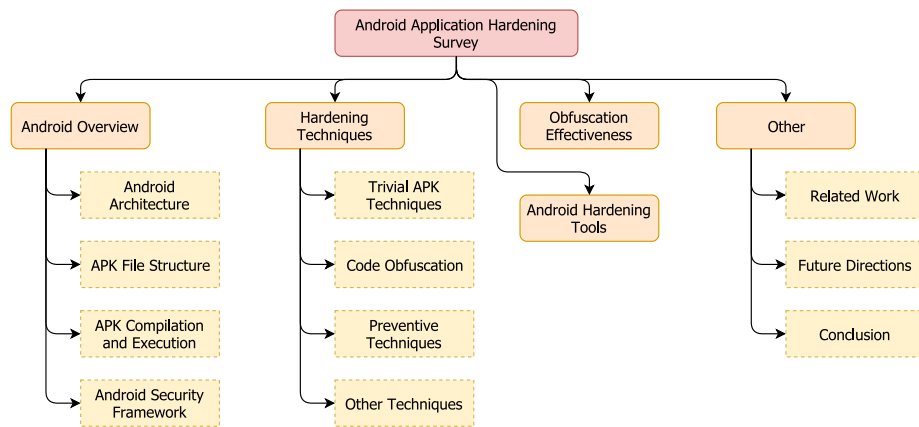 Android Application Hardening
Survey
Android Overview
Hardening
Techniques
Obfuscation
Effectiveness
Other
Android
Architecture
Trivial APK
Techniques
Android Hardening
Tools
Related Work
APK File Structure
Code Obfuscation
Future Directions
APK Compilation
and Execution
Preventive
Techniques
Conclusion
Android Security
Framework
Other Techniques